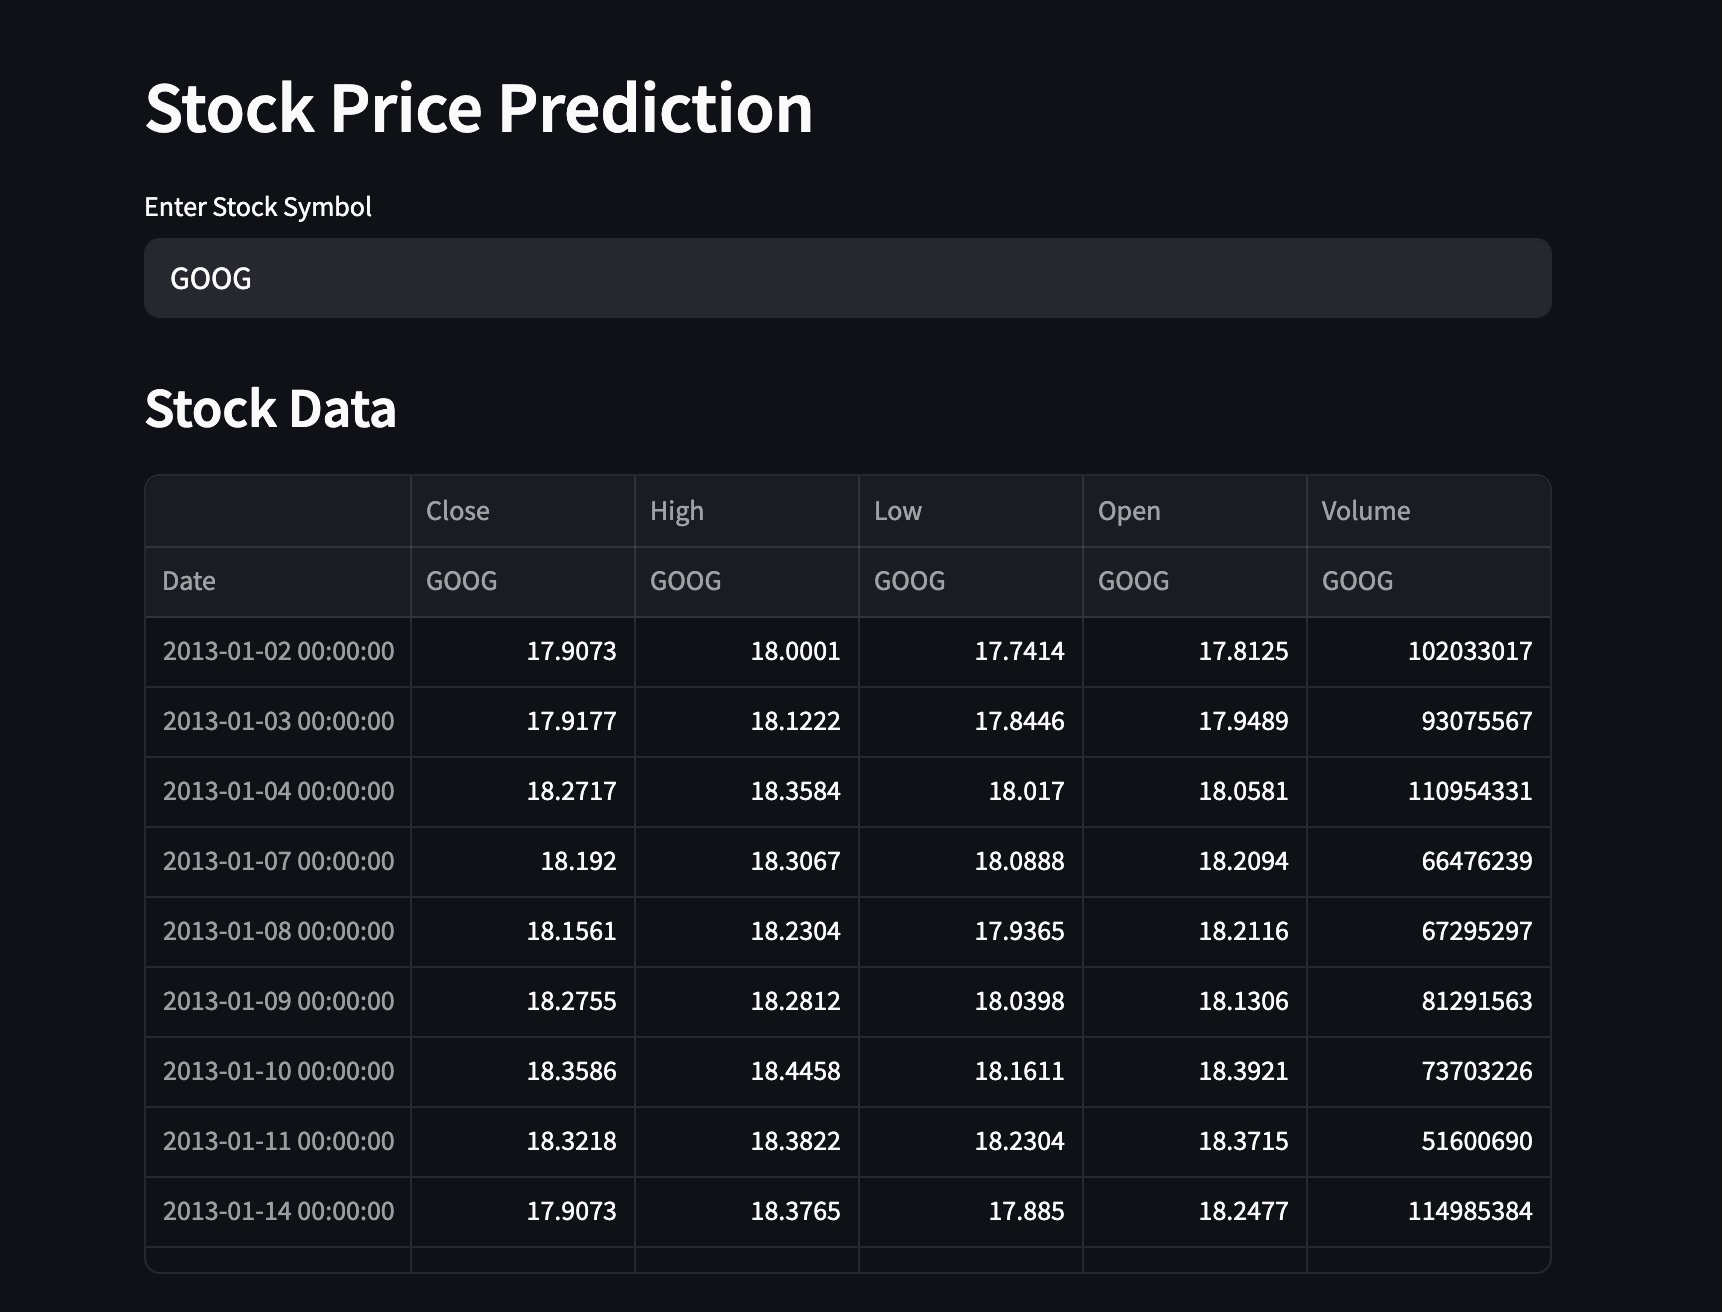 Stock Price Prediction
Enter Stock Symbol
GOOG
Stock Data
Close High Low Open Volume
Date GOOG GOOG GOOG GOOG GOOG
2013-01-02 00:00:00 17.9073 18.0001 17.7414 17.8125 102033017
2013-01-03 00:00:00 17.9177 18.1222 17.8446 17.9489 93075567
2013-01-04 00:00:00 18.2717 18.3584 18.017 18.0581 110954331
2013-01-07 00:00:00 18.192 18.3067 18.0888 18.2094 66476239
2013-01-08 00:00:00 18.1561 18.2304 17.9365 18.2116 67295297
2013-01-09 00:00:00 18.2755 18.2812 18.0398 18.1306 81291563
2013-01-10 00:00:00 18.3586 18.4458 18.1611 18.3921 73703226
2013-01-11 00:00:00 18.3218 18.3822 18.2304 18.3715 51600690
2013-01-14 00:00:00 17.9073 18.3765 17.885 18.2477 114985384